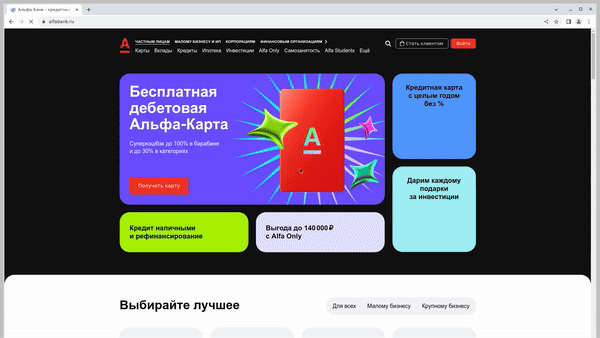 Альфа-Банк - кредитны
alfabank.ru
ЧАСТНЫМ ЛИЦАМ МАЛОМУ БИЗНЕСУ И ИП КОРПОРАЦИЯМ ФИНАНСОВЫМ ОРГАНИЗАЦИЯМ
Карты Вклады Кредиты Ипотека Инвестиции Alfa Only Самозанятость Alfa Students Ещё
Стать клиентом Войти
Бесплатная
дебетовая
Альфа-Карта
Суперкэшбэк до 100% в барабане
и до 30% в категориях
Получить карту
А
Кредитная карта
с целым годом
без %
Дарим каждому
подарки
за инвестиции
Кредит наличными
и рефинансирование
Выгода до 140 000 ₽
с Alfa Only
Выбирайте лучшее
Для всех Малому бизнесу Крупному бизнесу